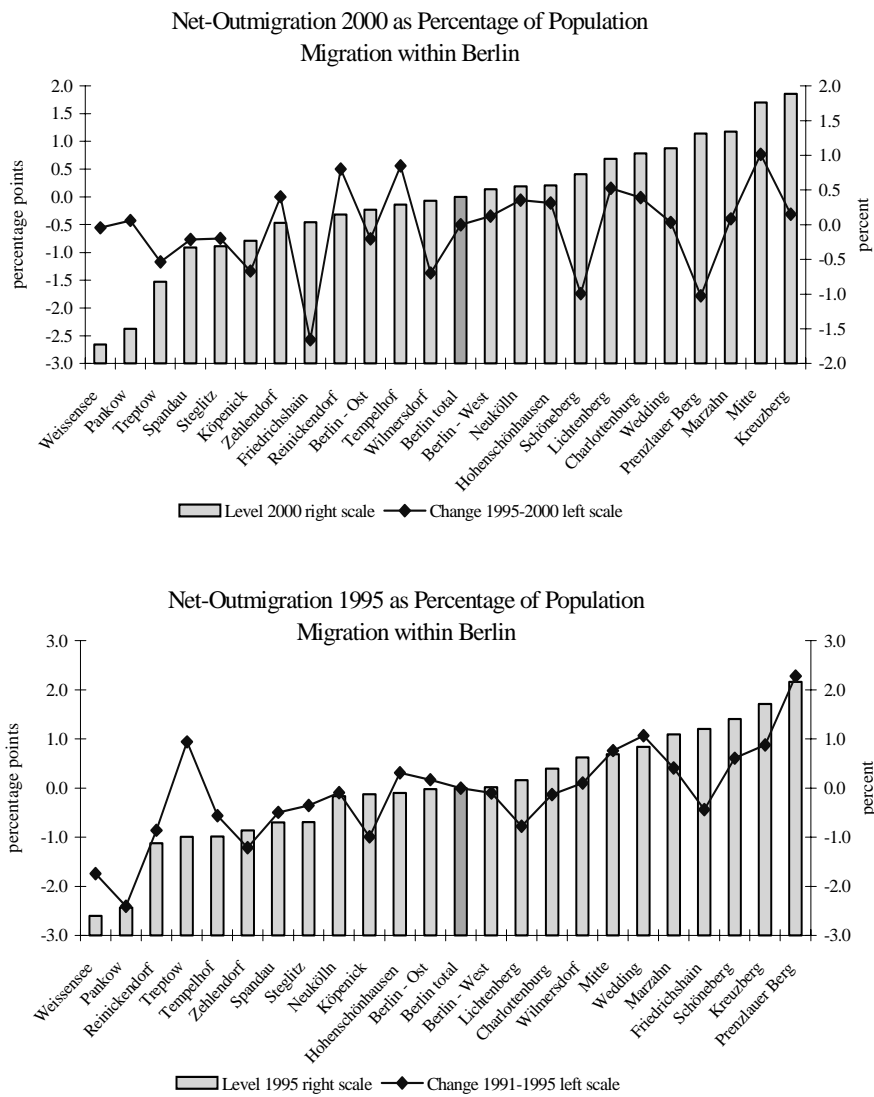 Net-Outmigration 2000 as Percentage of Population
Migration within Berlin
percentage points
2.0
1.5
1.0
0.5
0.0
-0.5
-1.0
-1.5
-2.0
-2.5
-3.0
2.0
1.5
1.0
0.5
0.0
-0.5
-1.0
-1.5
-2.0
percent
Weissensee
Pankow
Treptow
Spandau
Steglitz
Köpenick
Zehlendorf
Friedrichshain
Reinickendorf
Berlin - Ost
Tempelhof
Wilmersdorf
Berlin total
Berlin - West
Neukölln
Hohenschönhausen
Schöneberg
Lichtenberg
Charlottenburg
Wedding
Prenzlauer Berg
Marzahn
Mitte
Kreuzberg
Level 2000 right scale Change 1995-2000 left scale
Net-Outmigration 1995 as Percentage of Population
Migration within Berlin
percentage points
3.0
2.0
1.0
0.0
-1.0
-2.0
-3.0
3.0
2.0
1.0
0.0
-1.0
-2.0
-3.0
percent
Weissensee
Pankow
Reinickendorf
Treptow
Tempelhof
Zehlendorf
Spandau
Steglitz
Neukölln
Köpenick
Hohenschönhausen
Berlin - Ost
Berlin total
Berlin - West
Lichtenberg
Charlottenburg
Wilmersdorf
Mitte
Wedding
Marzahn
Friedrichshain
Schöneberg
Kreuzberg
Prenzlauer Berg
Level 1995 right scale Change 1991-1995 left scale